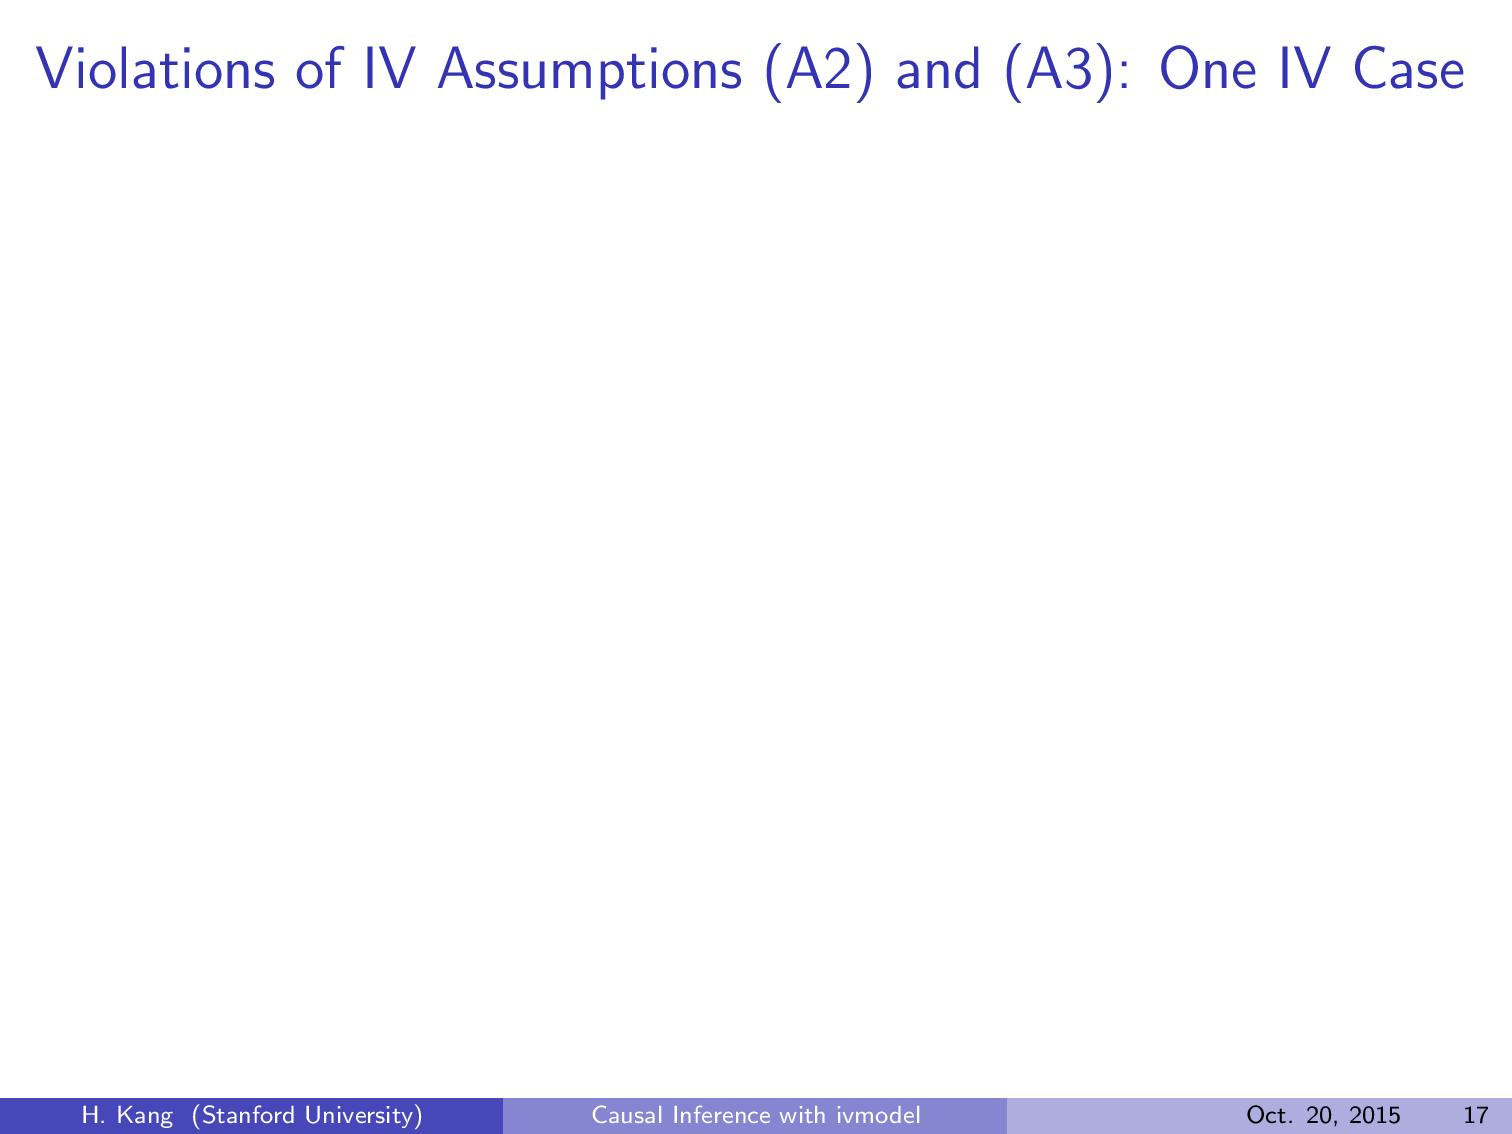 Violations of IV Assumptions (A2) and (A3): One IV Case
H. Kang (Stanford University) Causal Inference with ivmodel Oct. 20, 2015 17